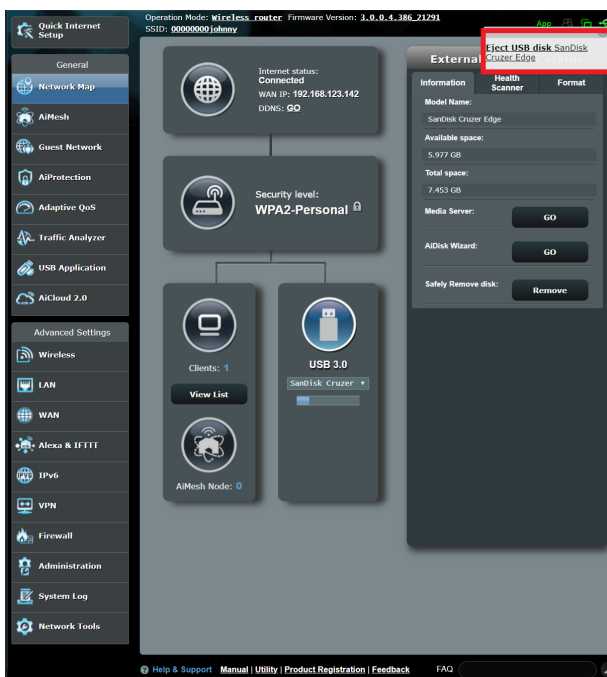 Quick Internet
Setup
Operation Mode: Wireless router Firmware Version: 3.0.0.4.386_21291
SSID: 00000000johnny
App
General
Network Map
AiMesh
Guest Network
AiProtection
Adaptive QoS
Traffic Analyzer
USB Application
AiCloud 2.0
Advanced Settings
Wireless
LAN
WAN
Alexa & IFTTT
IPv6
VPN
Firewall
Administration
System Log
Network Tools
Internet status:
Connected
WAN IP: 192.168.123.142
DDNS: GO
Security level:
WPA2-Personal
Clients: 1
View List
AiMesh Node: 0
USB 3.0
SanDisk Cruzer
Eject USB disk SanDisk
Cruzer Edge
External
Information
Health
Scanner
Format
Model Name:
SanDisk Cruzer Edge
Available space:
5.977 GB
Total space:
7.453 GB
Media Server:
GO
AiDisk Wizard:
GO
Safely Remove disk:
Remove
Help & Support Manual | Utility | Product Registration | Feedback
FAQ